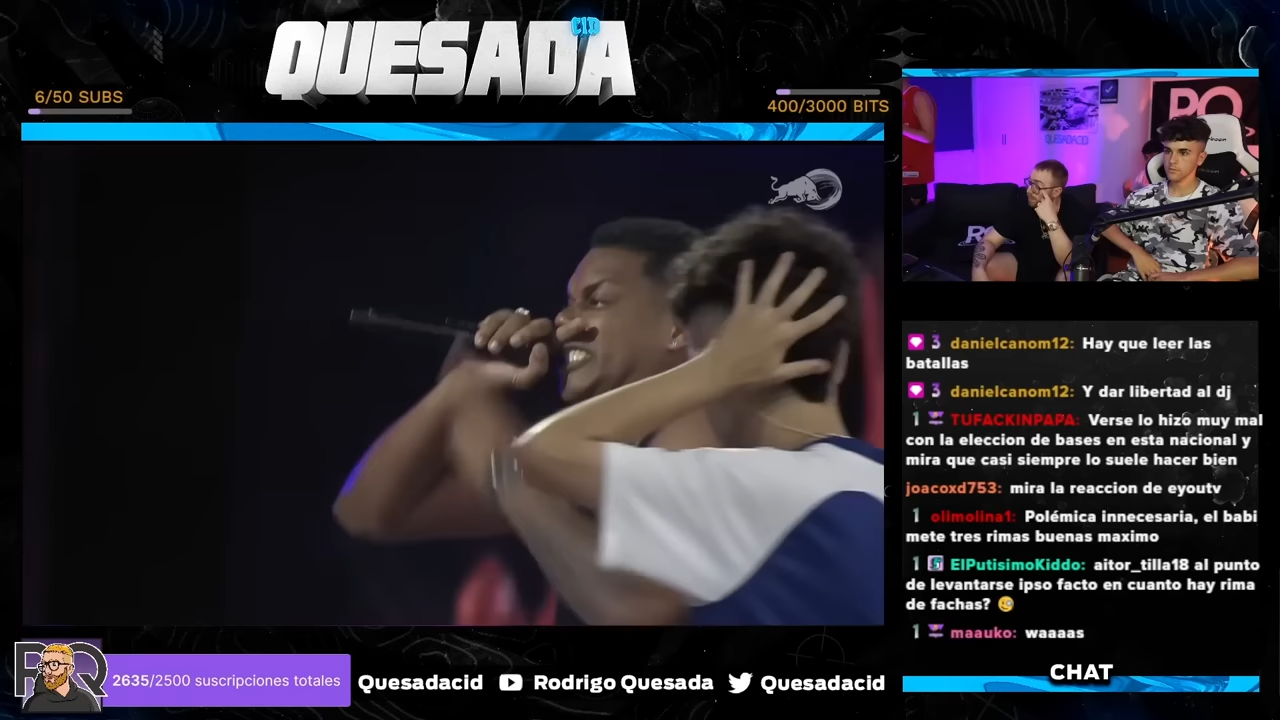 QUESADA
CID
6/50 SUBS
400/3000 BITS
RQ
QUESADACID
3 danielcanom12: Hay que leer las
batallas
3 danielcanom12: Y dar libertad al dj
1 TUFACKINPAPA: Verse lo hizo muy mal
con la eleccion de bases en esta nacional y
mira que casi siempre lo suele hacer bien
joacoxd753: mira la reaccion de eyoutv
1 olimolina1: Polémica innecesaria, el babi
mete tres rimas buenas maximo
1 ElPutisimoKiddo: aitor_tilla18 al punto
de levantarse ipso facto en cuanto hay rima
de fachas?
1 maauko: waaaas
CHAT
RQ
2635/2500 suscripciones totales
Quesadacid
Rodrigo Quesada
Quesadacid